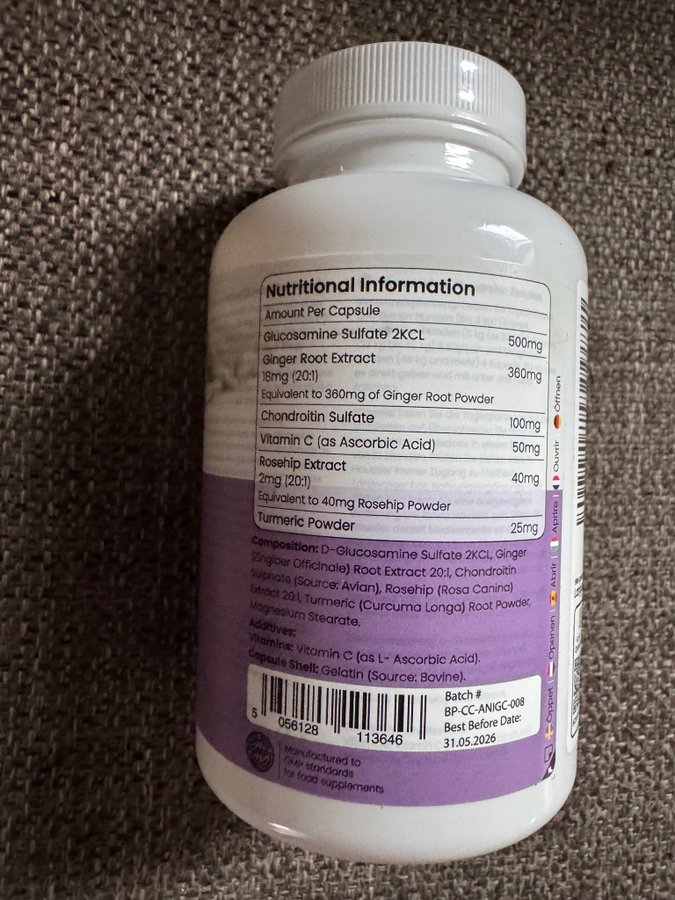 Nutritional Information
Amount Per Capsule
Glucosamine Sulfate 2KCL 500mg
Ginger Root Extract 360mg
18mg (20:1)
Equivalent to 360mg of Ginger Root Powder
Chondroitin Sulfate 100mg
Vitamin C (as Ascorbic Acid) 50mg
Rosehip Extract 40mg
2mg (20:1)
Equivalent to 40mg Rosehip Powder
Turmeric Powder 25mg
Composition: D-Glucosamine Sulfate 2KCL, Ginger
(Zingiber Officinale) Root Extract 20:1, Chondroitin
Sulphate (Source: Avian), Rosehip (Rosa Canina)
Extract 20:1, Turmeric (Curcuma Longa) Root Powder,
Magnesium Stearate.
Additives:
Vitamins: Vitamin C (as L- Ascorbic Acid).
Capsule Shell: Gelatin (Source: Bovine).
5 056128 113646
Batch #
BP-CC-ANIGC-008
Best Before Date:
31.05.2026
Manufactured to
GMP standards
for food supplements
Öppet | Openen | Abrir | Aprire | Ouvrir | Öffnen